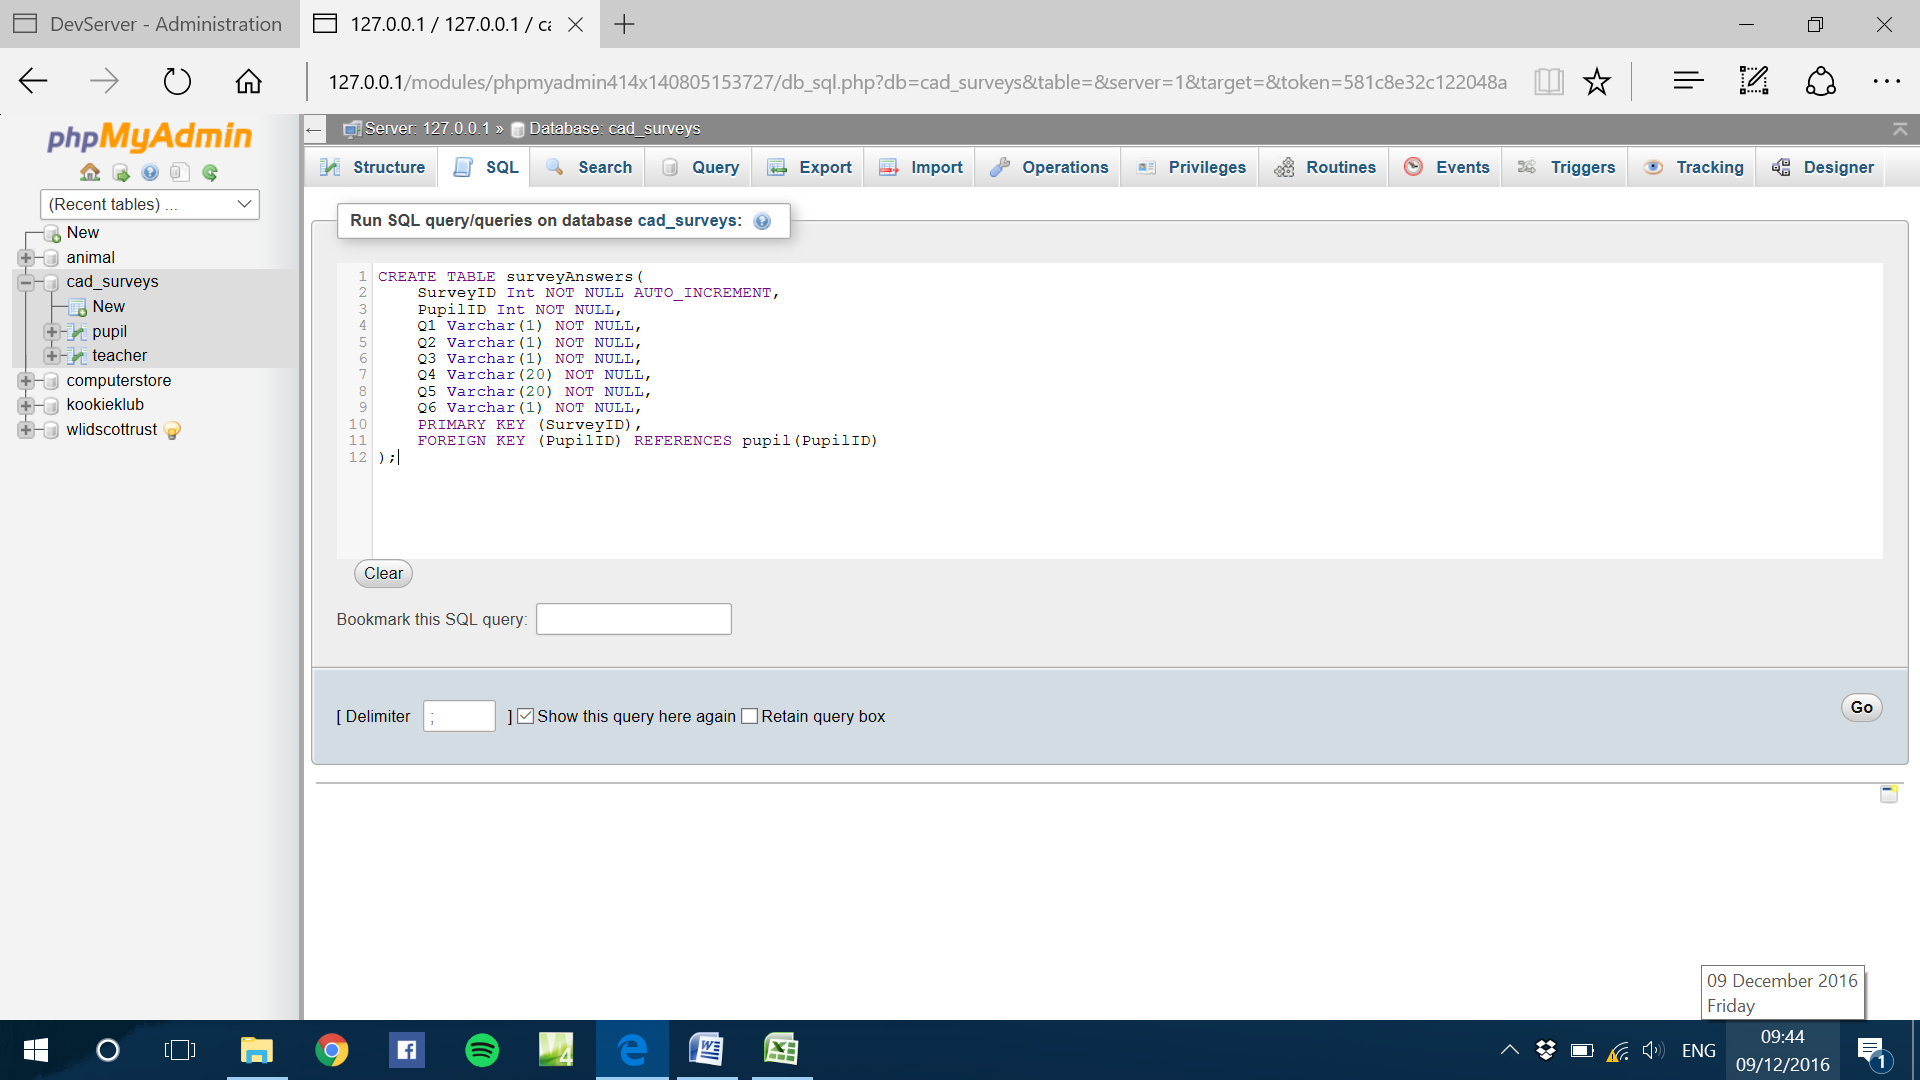 DevServer - Administration
127.0.0.1 / 127.0.0.1 / ca
127.0.0.1/modules/phpmyadmin414x140805153727/db_sql.php?db=cad_surveys&table=&server=1&target=&token=581c8e32c122048a
phpMyAdmin
(Recent tables) ...
New
animal
cad_surveys
New
pupil
teacher
computerstore
kookieklub
wlidscottrust
Server: 127.0.0.1 » Database: cad_surveys
Structure SQL Search Query Export Import Operations Privileges Routines Events Triggers Tracking Designer
Run SQL query/queries on database cad_surveys:
1 CREATE TABLE surveyAnswers(
2 SurveyID Int NOT NULL AUTO_INCREMENT,
3 PupilID Int NOT NULL,
4 Q1 Varchar(1) NOT NULL,
5 Q2 Varchar(1) NOT NULL,
6 Q3 Varchar(1) NOT NULL,
7 Q4 Varchar(20) NOT NULL,
8 Q5 Varchar(20) NOT NULL,
9 Q6 Varchar(1) NOT NULL,
10 PRIMARY KEY (SurveyID),
11 FOREIGN KEY (PupilID) REFERENCES pupil(PupilID)
12 );
Clear
Bookmark this SQL query:
[ Delimiter ; ] Show this query here again Retain query box
Go
09 December 2016
Friday
ENG
09:44
09/12/2016
1